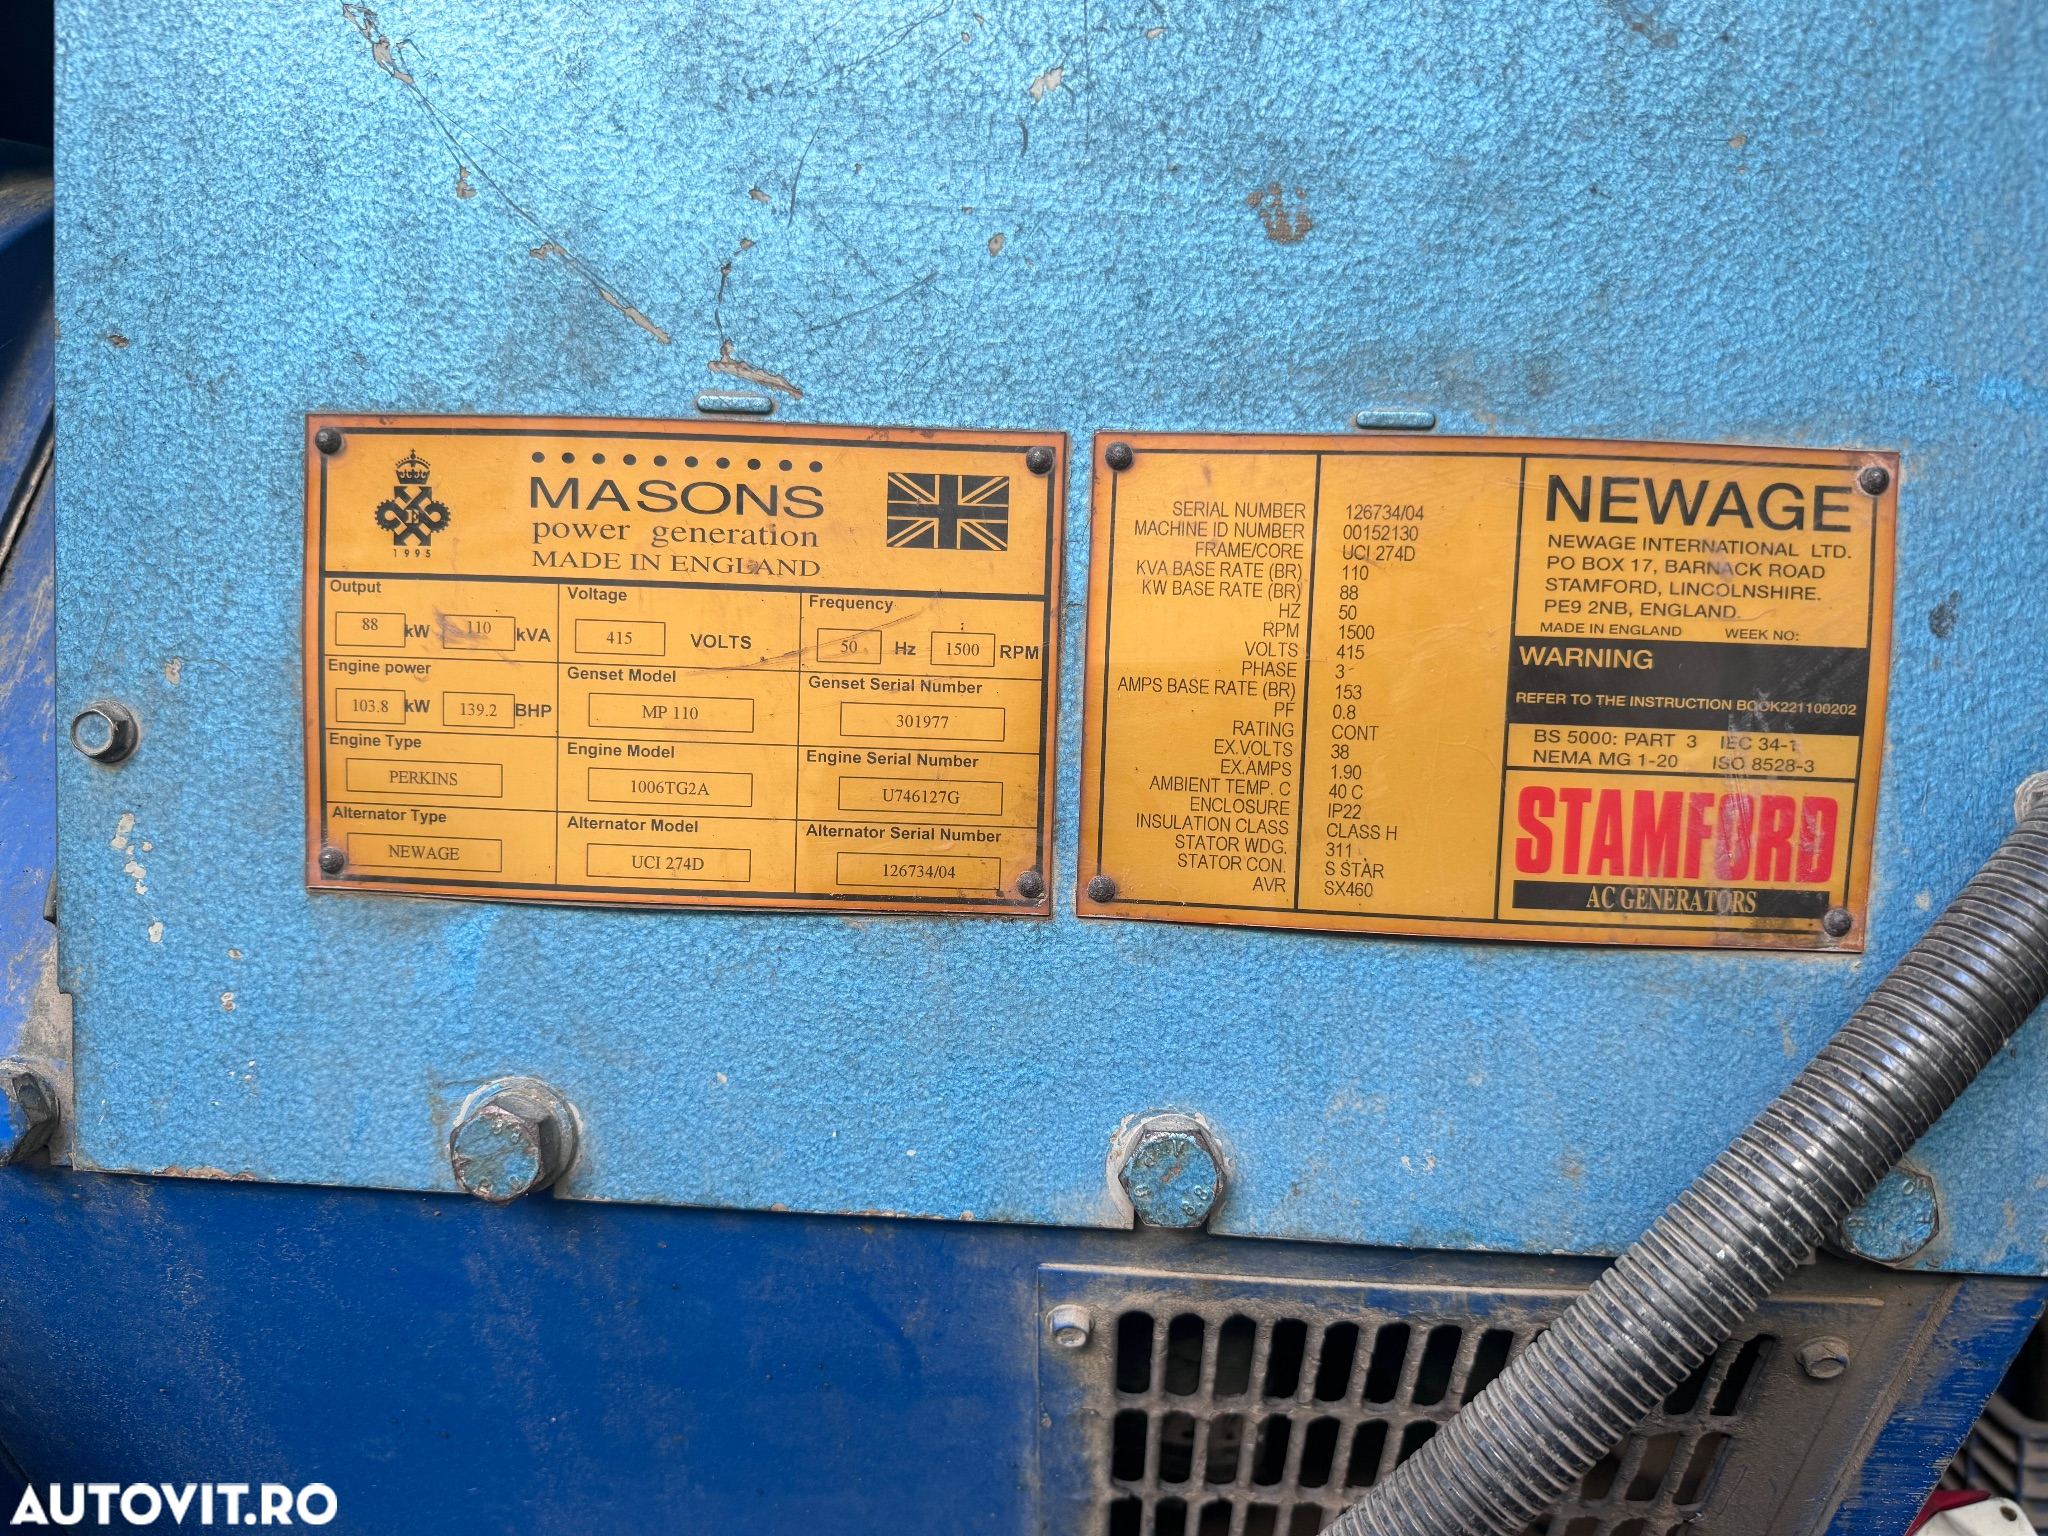 E
1995
MASONS
power generation
MADE IN ENGLAND
Output
88 kW 110 kVA
Voltage
415 VOLTS
Frequency
50 Hz 1500 RPM
Engine power
103.8 kW 139.2 BHP
Genset Model
MP 110
Genset Serial Number
301977
Engine Type
PERKINS
Engine Model
1006TG2A
Engine Serial Number
U746127G
Alternator Type
NEWAGE
Alternator Model
UCI 274D
Alternator Serial Number
126734/04
SERIAL NUMBER 126734/04
MACHINE ID NUMBER 00152130
FRAME/CORE UCI 274D
KVA BASE RATE (BR) 110
KW BASE RATE (BR) 88
HZ 50
RPM 1500
VOLTS 415
PHASE 3
AMPS BASE RATE (BR) 153
PF 0.8
RATING CONT
EX.VOLTS 38
EX.AMPS 1.90
AMBIENT TEMP. C 40 C
ENCLOSURE IP22
INSULATION CLASS CLASS H
STATOR WDG. 311
STATOR CON. S STAR
AVR SX460
NEWAGE
NEWAGE INTERNATIONAL LTD.
PO BOX 17, BARNACK ROAD
STAMFORD, LINCOLNSHIRE.
PE9 2NB, ENGLAND.
MADE IN ENGLAND WEEK NO:
WARNING
REFER TO THE INSTRUCTION BOOK221100202
BS 5000: PART 3 IEC 34-1
NEMA MG 1-20 ISO 8528-3
STAMFORD
AC GENERATORS
AUTOVIT.RO